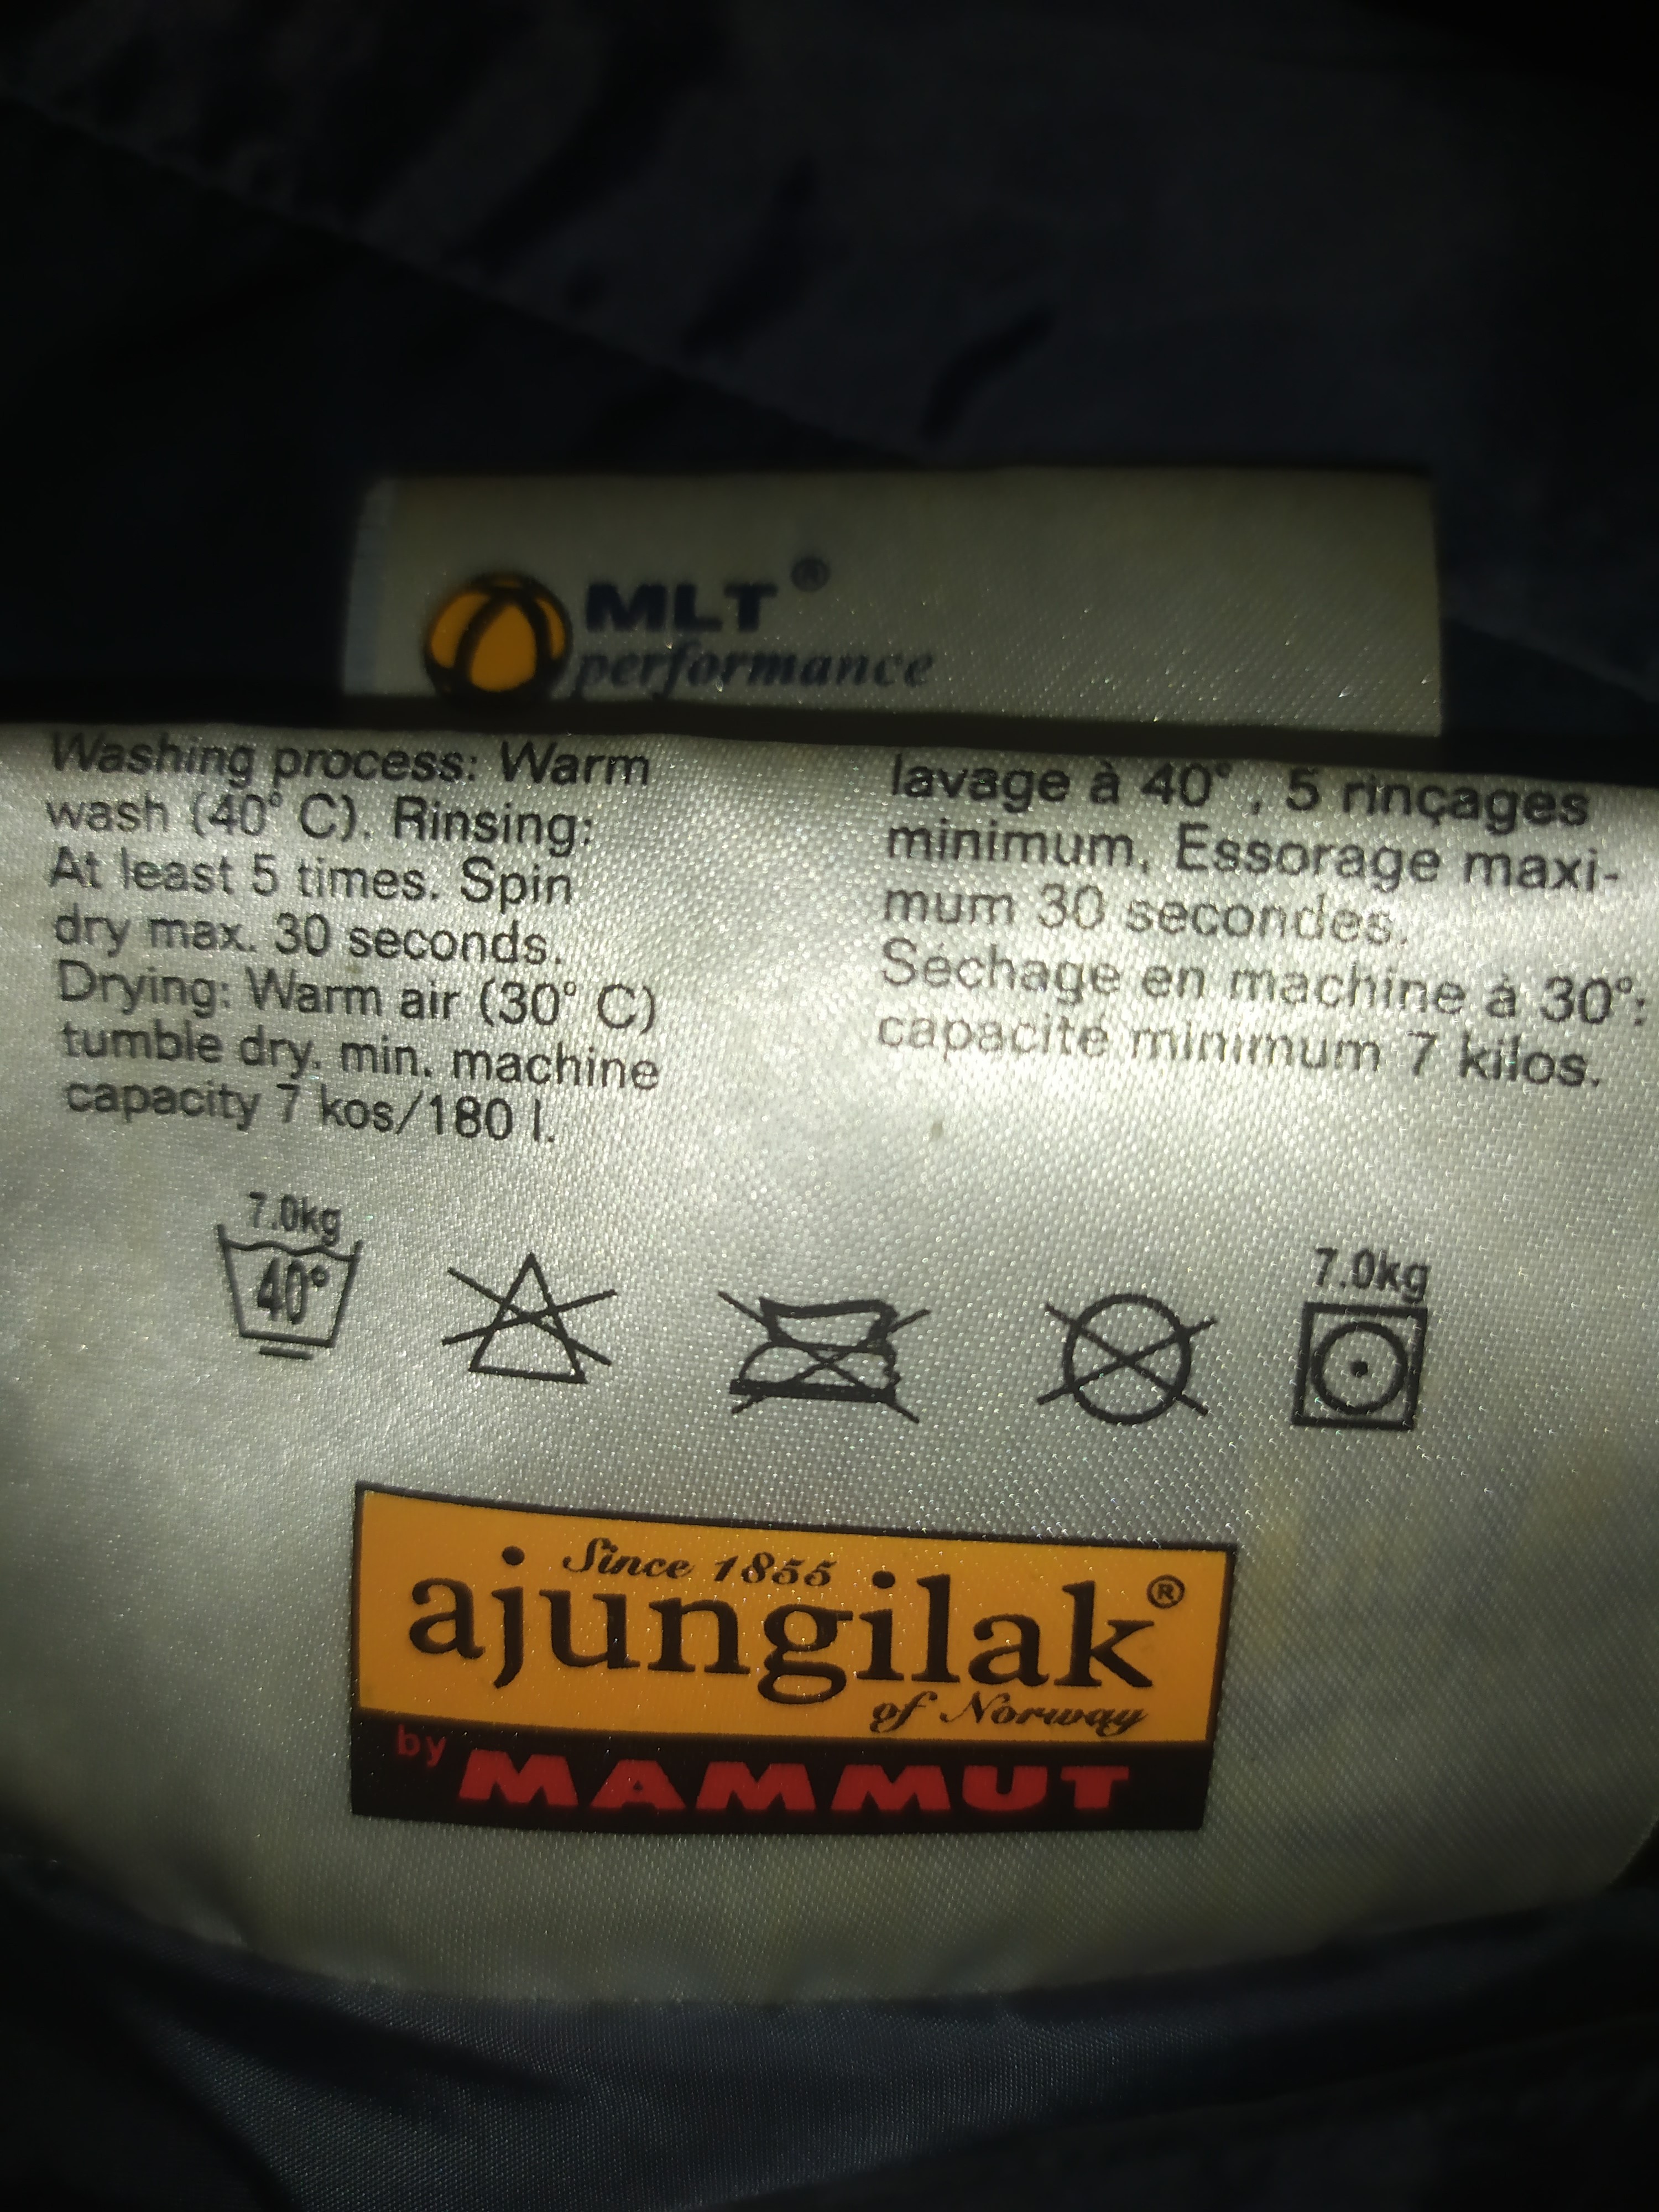 MLT®
performance
Washing process: Warm
wash (40° C). Rinsing:
At least 5 times. Spin
dry max. 30 seconds.
Drying: Warm air (30° C)
tumble dry. min. machine
capacity 7 kos/180 l.
lavage à 40° , 5 rinçages
minimum, Essorage maxi-
mum 30 secondes.
Séchage en machine à 30°:
capacité minimum 7 kilos.
7.0kg
40°
7.0kg
Since 1855
ajungilak®
of Norway
by MAMMUT